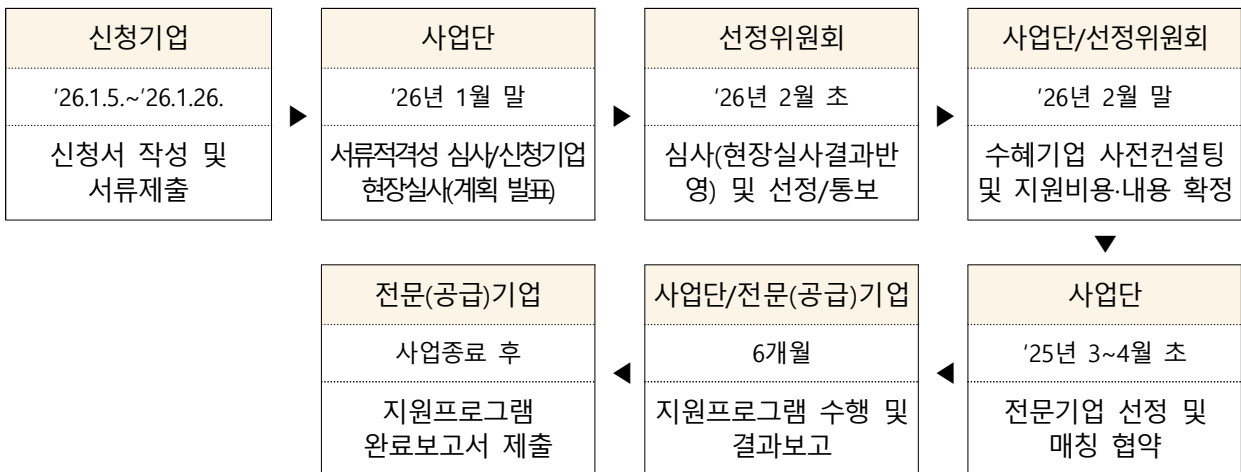 신청기업
'26.1.5.~'26.1.26.
신청서 작성 및
서류제출
▶
사업단
'26년 1월 말
서류적격성 심사/신청기업
현장실사(계획 발표)
▶
선정위원회
'26년 2월 초
심사(현장실사결과반
영) 및 선정/통보
▶
사업단/선정위원회
'26년 2월 말
수혜기업 사전컨설팅
및 지원비용·내용 확정
▼
사업단
'25년 3~4월 초
전문기업 선정 및
매칭 협약
◀
사업단/전문(공급)기업
6개월
지원프로그램 수행 및
결과보고
◀
전문(공급)기업
사업종료 후
지원프로그램
완료보고서 제출